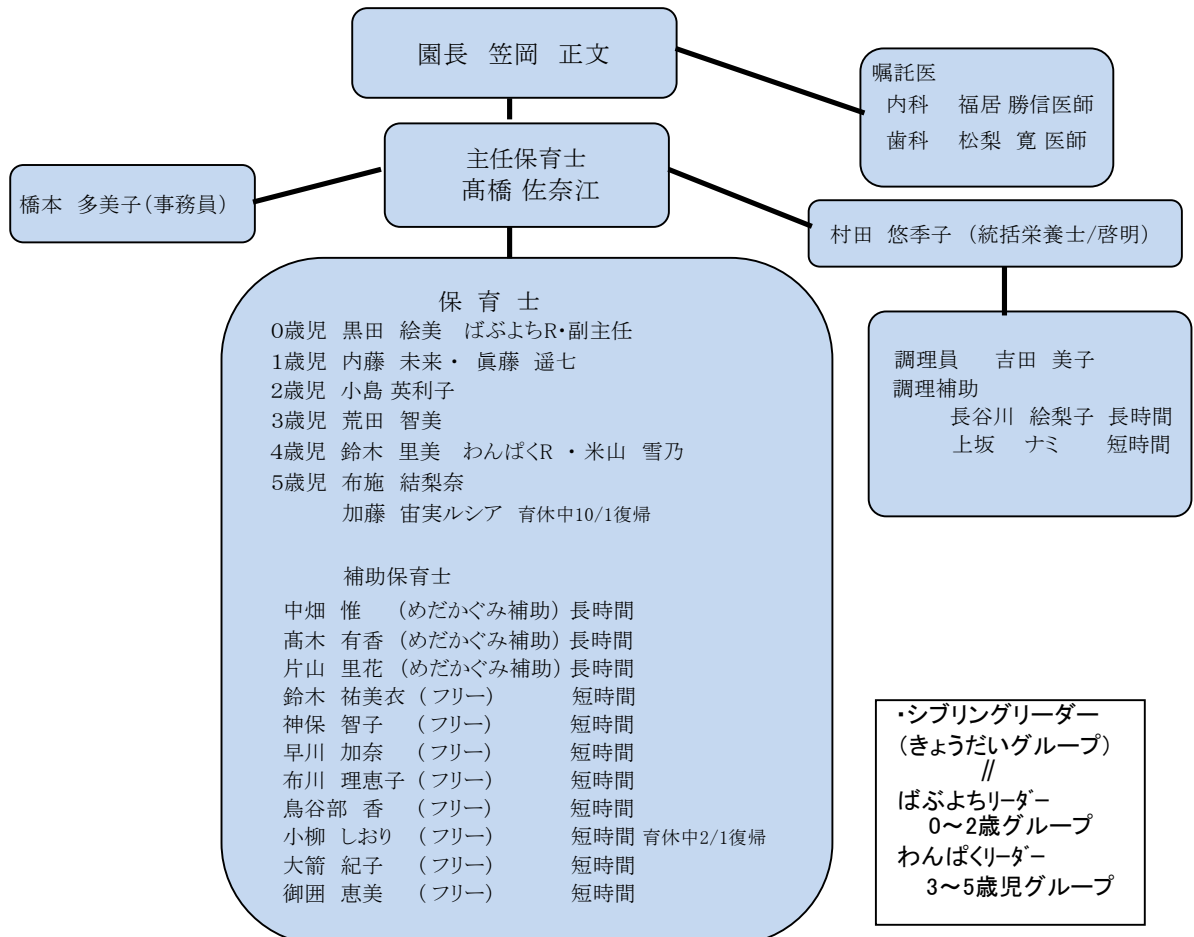 園長 笠岡 正文
嘱託医
内科 福居 勝信医師
歯科 松梨 寛 医師
主任保育士
髙橋 佐奈江
橋本 多美子(事務員)
村田 悠季子 (統括栄養士/啓明)
保 育 士
0歳児 黒田 絵美 ばぶよちR・副主任
1歳児 内藤 未来・ 眞藤 遥七
2歳児 小島 英利子
3歳児 荒田 智美
4歳児 鈴木 里美 わんぱくR ・米山 雪乃
5歳児 布施 結梨奈
加藤 宙実ルシア 育休中10/1復帰
補助保育士
中畑 惟 (めだかぐみ補助) 長時間
髙木 有香 (めだかぐみ補助) 長時間
片山 里花 (めだかぐみ補助) 長時間
鈴木 祐美衣 (フリー) 短時間
神保 智子 (フリー) 短時間
早川 加奈 (フリー) 短時間
布川 理恵子 (フリー) 短時間
鳥谷部 香 (フリー) 短時間
小柳 しおり (フリー) 短時間 育休中2/1復帰
大箭 紀子 (フリー) 短時間
御囲 恵美 (フリー) 短時間
調理員 吉田 美子
調理補助
長谷川 絵梨子 長時間
上坂 ナミ 短時間
・シブリングリーダー
(きょうだいグループ)
〃
ばぶよちリーダー
0～2歳グループ
わんぱくリーダー
3～5歳児グループ